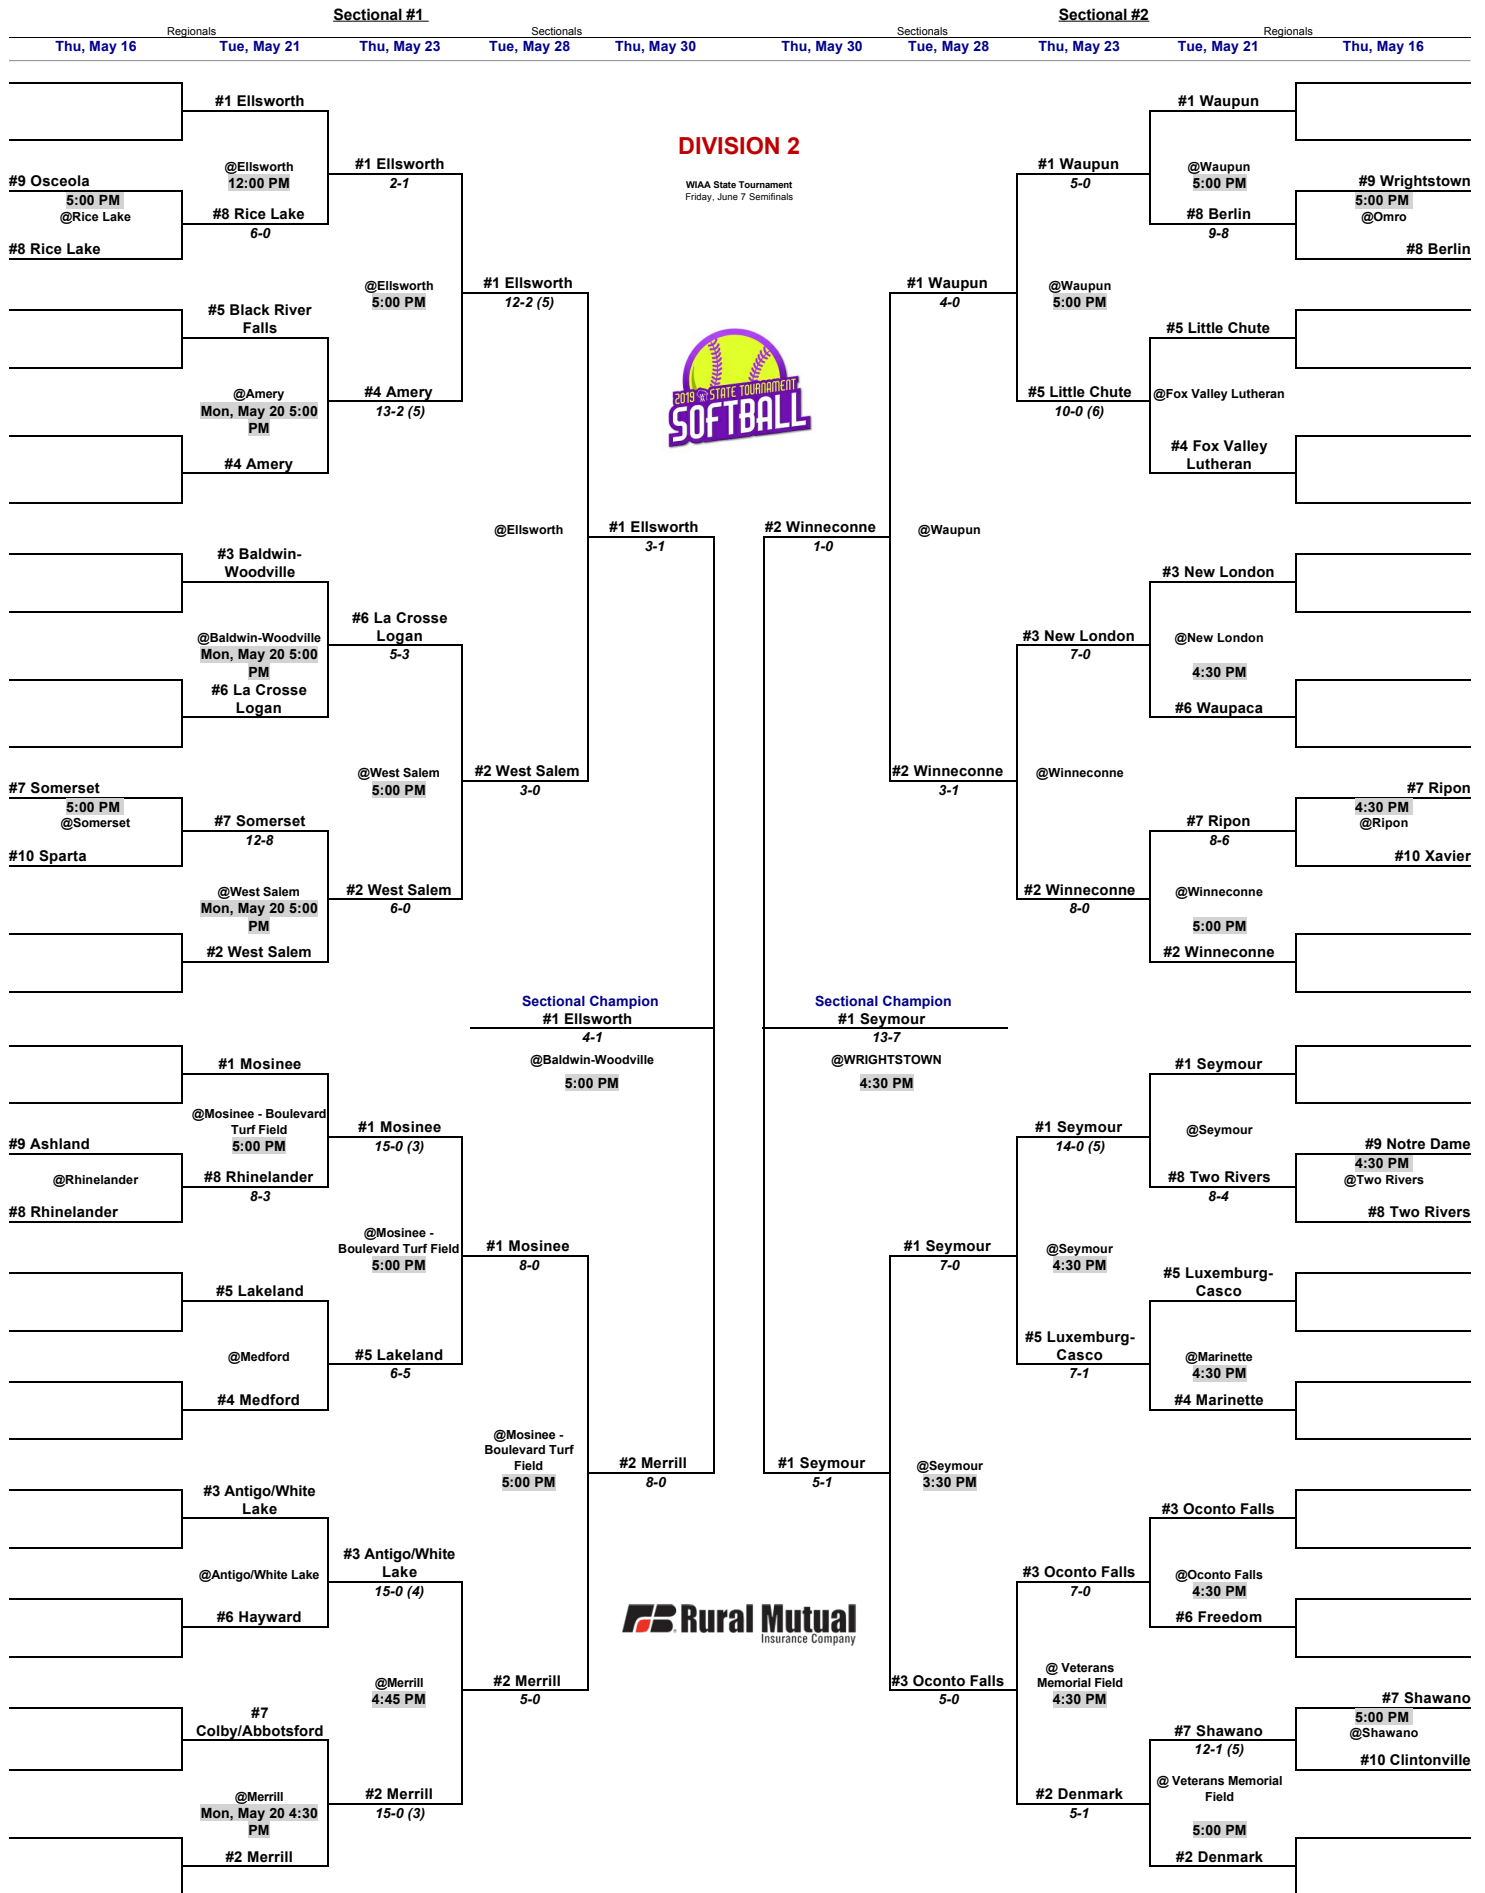 Sectional #1
Sectional #2
Regionals
Sectionals
Sectionals
Regionals
Thu, May 16
Tue, May 21
Thu, May 23
Tue, May 28
Thu, May 30
Thu, May 30
Tue, May 28
Thu, May 23
Tue, May 21
Thu, May 16
DIVISION 2
WIAA State Tournament
Friday, June 7 Semifinals
2019 STATE TOURNAMENT
SOFTBALL
#1 Ellsworth
@Ellsworth
12:00 PM
#9 Osceola
5:00 PM
@Rice Lake
#8 Rice Lake
#8 Rice Lake
6-0
#1 Ellsworth
2-1
@Ellsworth
5:00 PM
#5 Black River
Falls
@Amery
Mon, May 20 5:00
PM
#4 Amery
#4 Amery
13-2 (5)
#1 Ellsworth
12-2 (5)
@Ellsworth
#1 Ellsworth
3-1
#3 Baldwin-
Woodville
@Baldwin-Woodville
Mon, May 20 5:00
PM
#6 La Crosse
Logan
#6 La Crosse
Logan
5-3
@West Salem
5:00 PM
#7 Somerset
5:00 PM
@Somerset
#10 Sparta
#7 Somerset
12-8
@West Salem
Mon, May 20 5:00
PM
#2 West Salem
#2 West Salem
6-0
#2 West Salem
3-0
Sectional Champion
#1 Ellsworth
4-1
@Baldwin-Woodville
5:00 PM
#1 Mosinee
@Mosinee - Boulevard
Turf Field
5:00 PM
#9 Ashland
@Rhinelander
#8 Rhinelander
#8 Rhinelander
8-3
#1 Mosinee
15-0 (3)
@Mosinee -
Boulevard Turf Field
5:00 PM
#5 Lakeland
@Medford
#4 Medford
#5 Lakeland
6-5
#1 Mosinee
8-0
@Mosinee -
Boulevard Turf
Field
5:00 PM
#2 Merrill
8-0
#3 Antigo/White
Lake
@Antigo/White Lake
#6 Hayward
#3 Antigo/White
Lake
15-0 (4)
@Merrill
4:45 PM
#2 Merrill
5-0
#7
Colby/Abbotsford
@Merrill
Mon, May 20 4:30
PM
#2 Merrill
#2 Merrill
15-0 (3)
#1 Waupun
@Waupun
5:00 PM
#9 Wrightstown
5:00 PM
@Omro
#8 Berlin
#8 Berlin
9-8
#1 Waupun
5-0
@Waupun
5:00 PM
#5 Little Chute
@Fox Valley Lutheran
#4 Fox Valley
Lutheran
#5 Little Chute
10-0 (6)
#1 Waupun
4-0
@Waupun
#2 Winneconne
1-0
#3 New London
@New London
4:30 PM
#6 Waupaca
#3 New London
7-0
@Winneconne
#7 Ripon
4:30 PM
@Ripon
#10 Xavier
#7 Ripon
8-6
@Winneconne
5:00 PM
#2 Winneconne
#2 Winneconne
8-0
#2 Winneconne
3-1
Sectional Champion
#1 Seymour
13-7
@WRIGHTSTOWN
4:30 PM
#1 Seymour
@Seymour
#9 Notre Dame
4:30 PM
@Two Rivers
#8 Two Rivers
#8 Two Rivers
8-4
#1 Seymour
14-0 (5)
@Seymour
4:30 PM
#5 Luxemburg-
Casco
@Marinette
4:30 PM
#4 Marinette
#5 Luxemburg-
Casco
7-1
#1 Seymour
7-0
@Seymour
3:30 PM
#1 Seymour
5-1
#3 Oconto Falls
@Oconto Falls
4:30 PM
#6 Freedom
#3 Oconto Falls
7-0
@ Veterans
Memorial Field
4:30 PM
#3 Oconto Falls
5-0
#7 Shawano
5:00 PM
@Shawano
#10 Clintonville
#7 Shawano
12-1 (5)
@ Veterans Memorial
Field
5:00 PM
#2 Denmark
#2 Denmark
5-1
Rural Mutual
Insurance Company